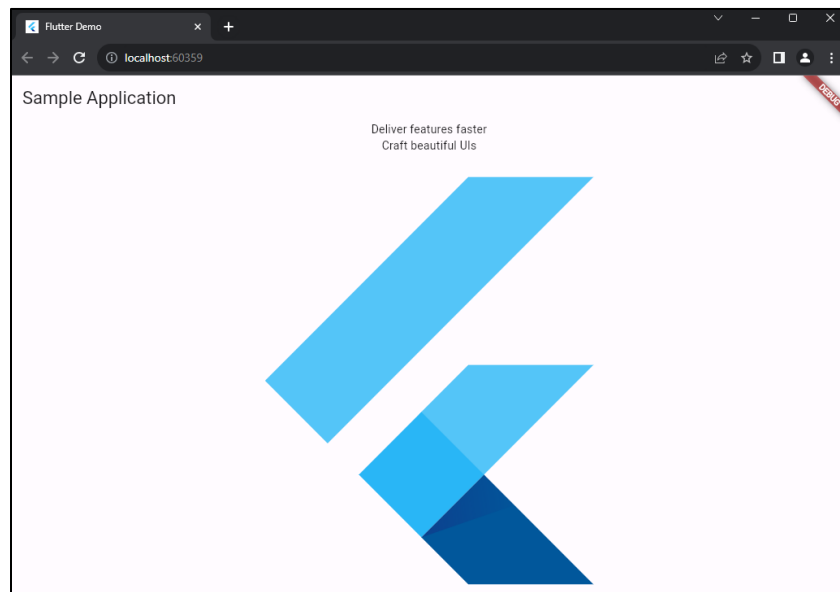 Flutter Demo
localhost:60359
Sample Application
DEBUG
Deliver features faster
Craft beautiful UIs